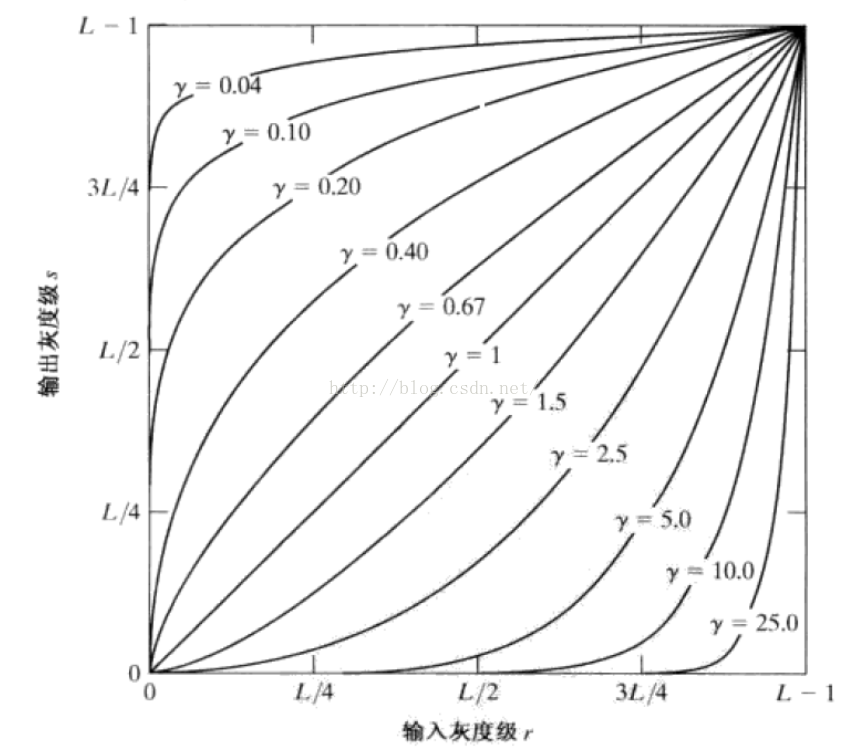 L − 1
γ = 0.04
γ = 0.10
3L/4
γ = 0.20
γ = 0.40
γ = 0.67
L/2
γ = 1
http://blog.csdn.net/
γ = 1.5
γ = 2.5
L/4
γ = 5.0
γ = 10.0
γ = 25.0
输出灰度级 s
0
0 L/4 L/2 3L/4 L − 1
输入灰度级 r